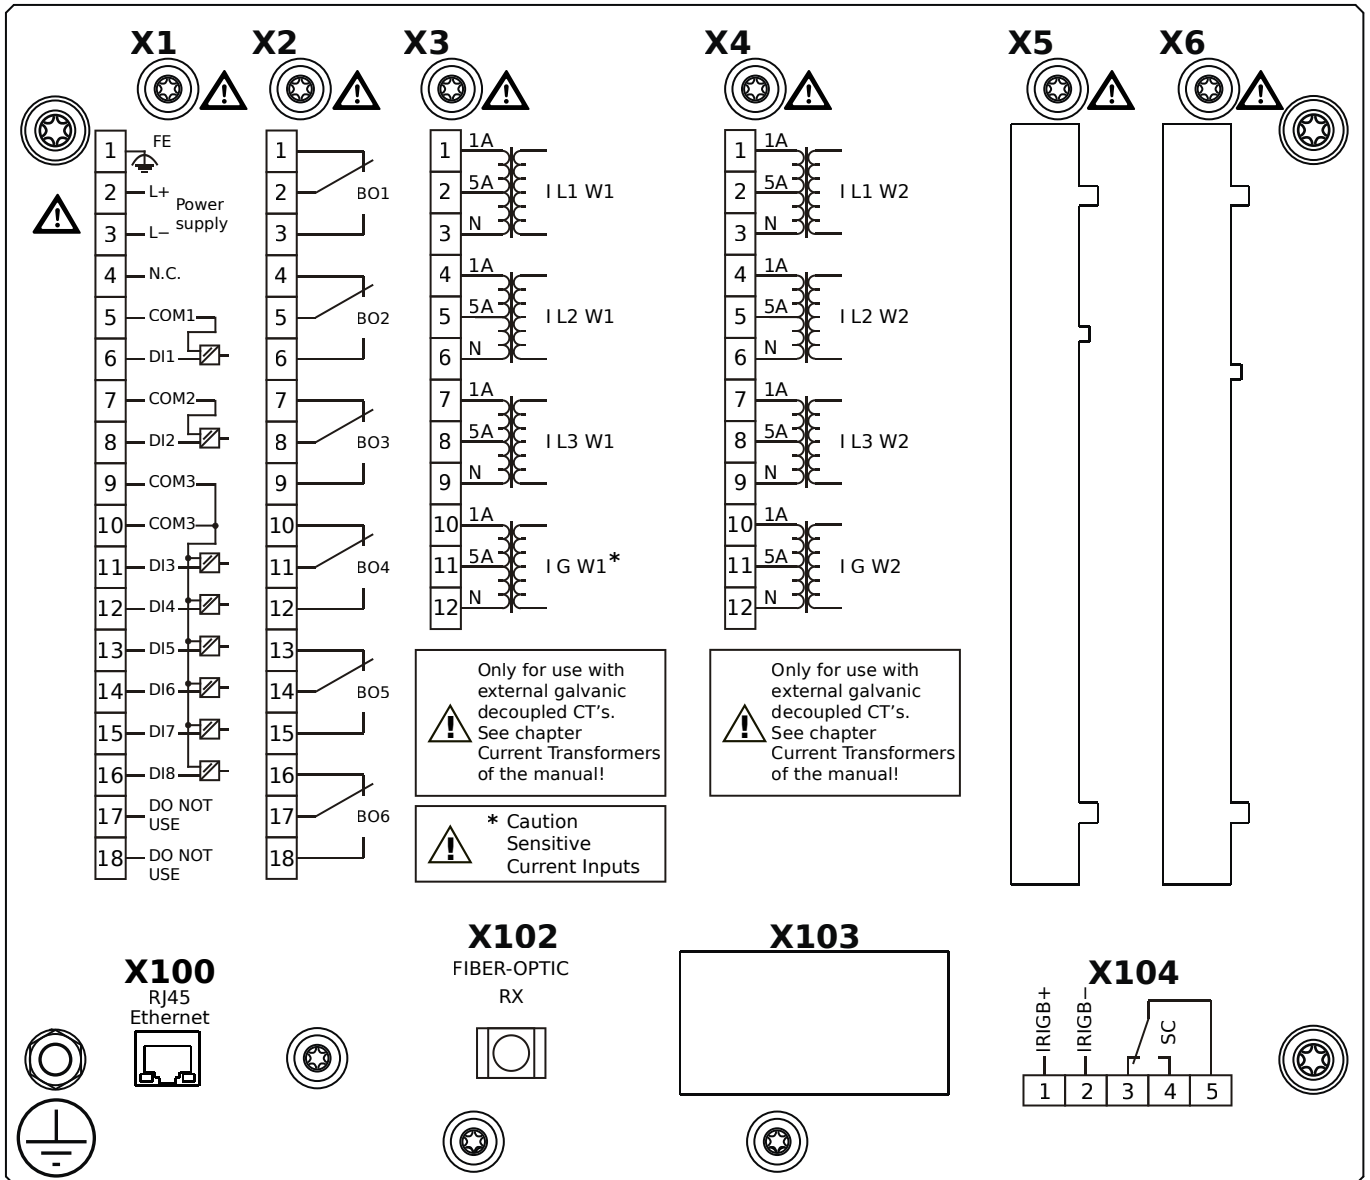 X1
X2
X3
X4
X5
X6
1
FE
2
L+
Power
supply
3
L−
4
N.C.
5
COM1
6
DI1
7
COM2
8
DI2
9
COM3
10
COM3
11
DI3
12
DI4
13
DI5
14
DI6
15
DI7
16
DI8
17
DO NOT
USE
18
DO NOT
USE
1
2
BO1
3
4
5
BO2
6
7
8
BO3
9
10
11
BO4
12
13
14
BO5
15
16
17
BO6
18
1
1A
2
5A
I L1 W1
3
N
4
1A
5
5A
I L2 W1
6
N
7
1A
8
5A
I L3 W1
9
N
10
1A
11
5A
I G W1*
12
N
Only for use with
external galvanic
decoupled CT's.
See chapter
Current Transformers
of the manual!
* Caution
Sensitive
Current Inputs
1
1A
2
5A
I L1 W2
3
N
4
1A
5
5A
I L2 W2
6
N
7
1A
8
5A
I L3 W2
9
N
10
1A
11
5A
I G W2
12
N
Only for use with
external galvanic
decoupled CT's.
See chapter
Current Transformers
of the manual!
X100
RJ45
Ethernet
X102
FIBER-OPTIC
RX
X103
X104
IRIGB+
IRIGB−
SC
1 2 3 4 5